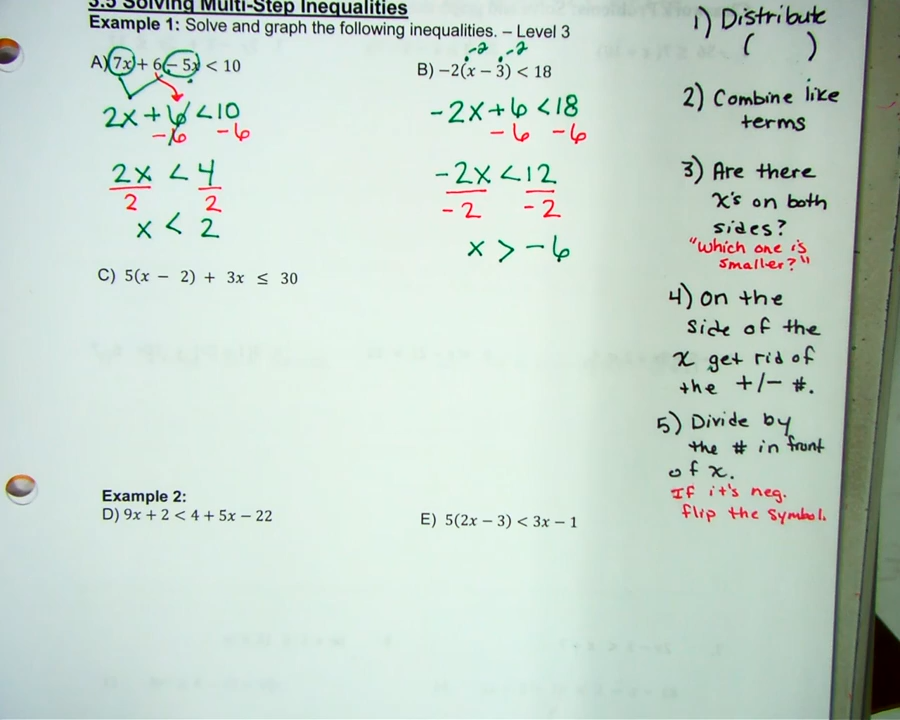 3.5 Solving Multi-Step Inequalities
Example 1: Solve and graph the following inequalities. – Level 3
A) 7x + 6 – 5x < 10
2x + 6 < 10
-6 -6
2x < 4
2 2
x < 2
-2 -2
B) −2(x − 3) < 18
-2x + 6 < 18
-6 -6
-2x < 12
-2 -2
x > -6
C) 5(x − 2) + 3x ≤ 30
Example 2:
D) 9x + 2 < 4 + 5x − 22
E) 5(2x − 3) < 3x − 1
1) Distribute
( )
2) Combine like
terms
3) Are there
x's on both
sides?
"Which one is
smaller?"
4) On the
side of the
x get rid of
the +/- #.
5) Divide by
the # in front
of x.
If it's neg.
flip the symbol.